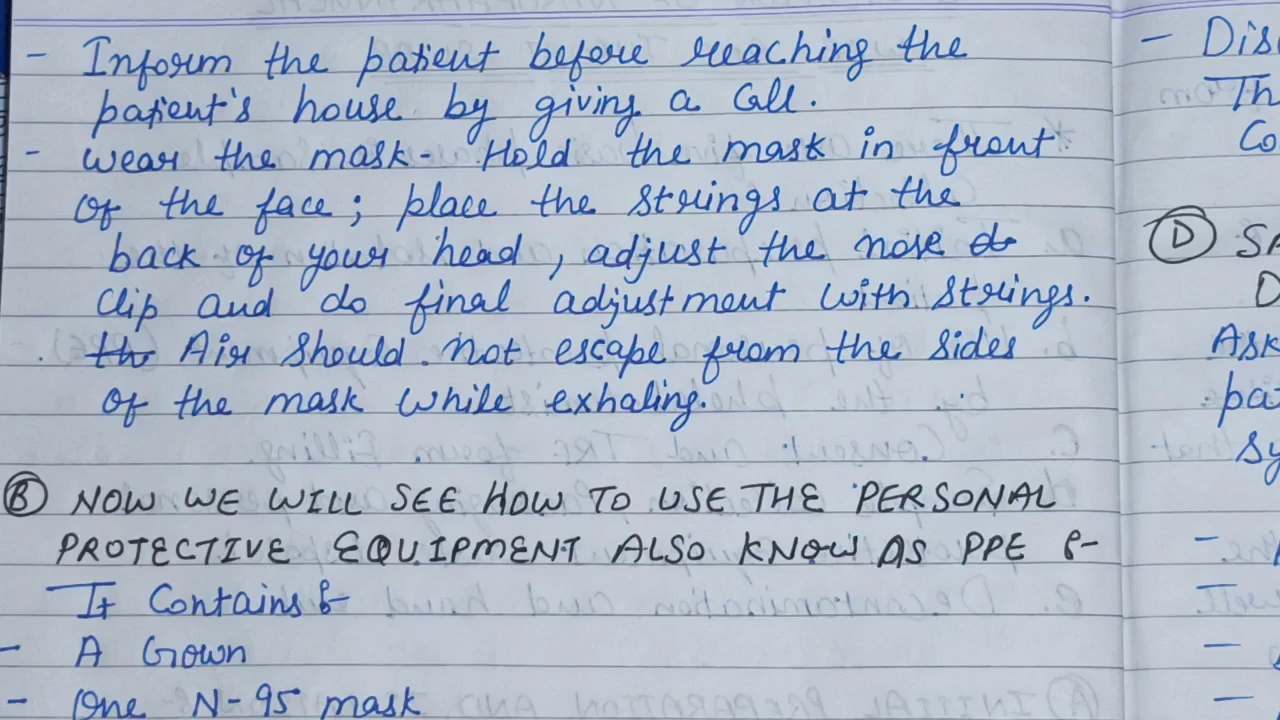 - Inform the patient before reaching the
patient's house by giving a call.
- wear the mask - Hold the mask in front
of the face; place the strings at the
back of your head, adjust the nose
clip and do final adjustment with strings.
Air should not escape from the sides
of the mask while exhaling.
(B) NOW WE WILL SEE HOW TO USE THE PERSONAL
PROTECTIVE EQUIPMENT ALSO KNOW AS PPE :-
It Contains :-
- A Gown
- One N-95 mask
- Dis
Th
Co
(D) SA
D
Ask
pa
Sy